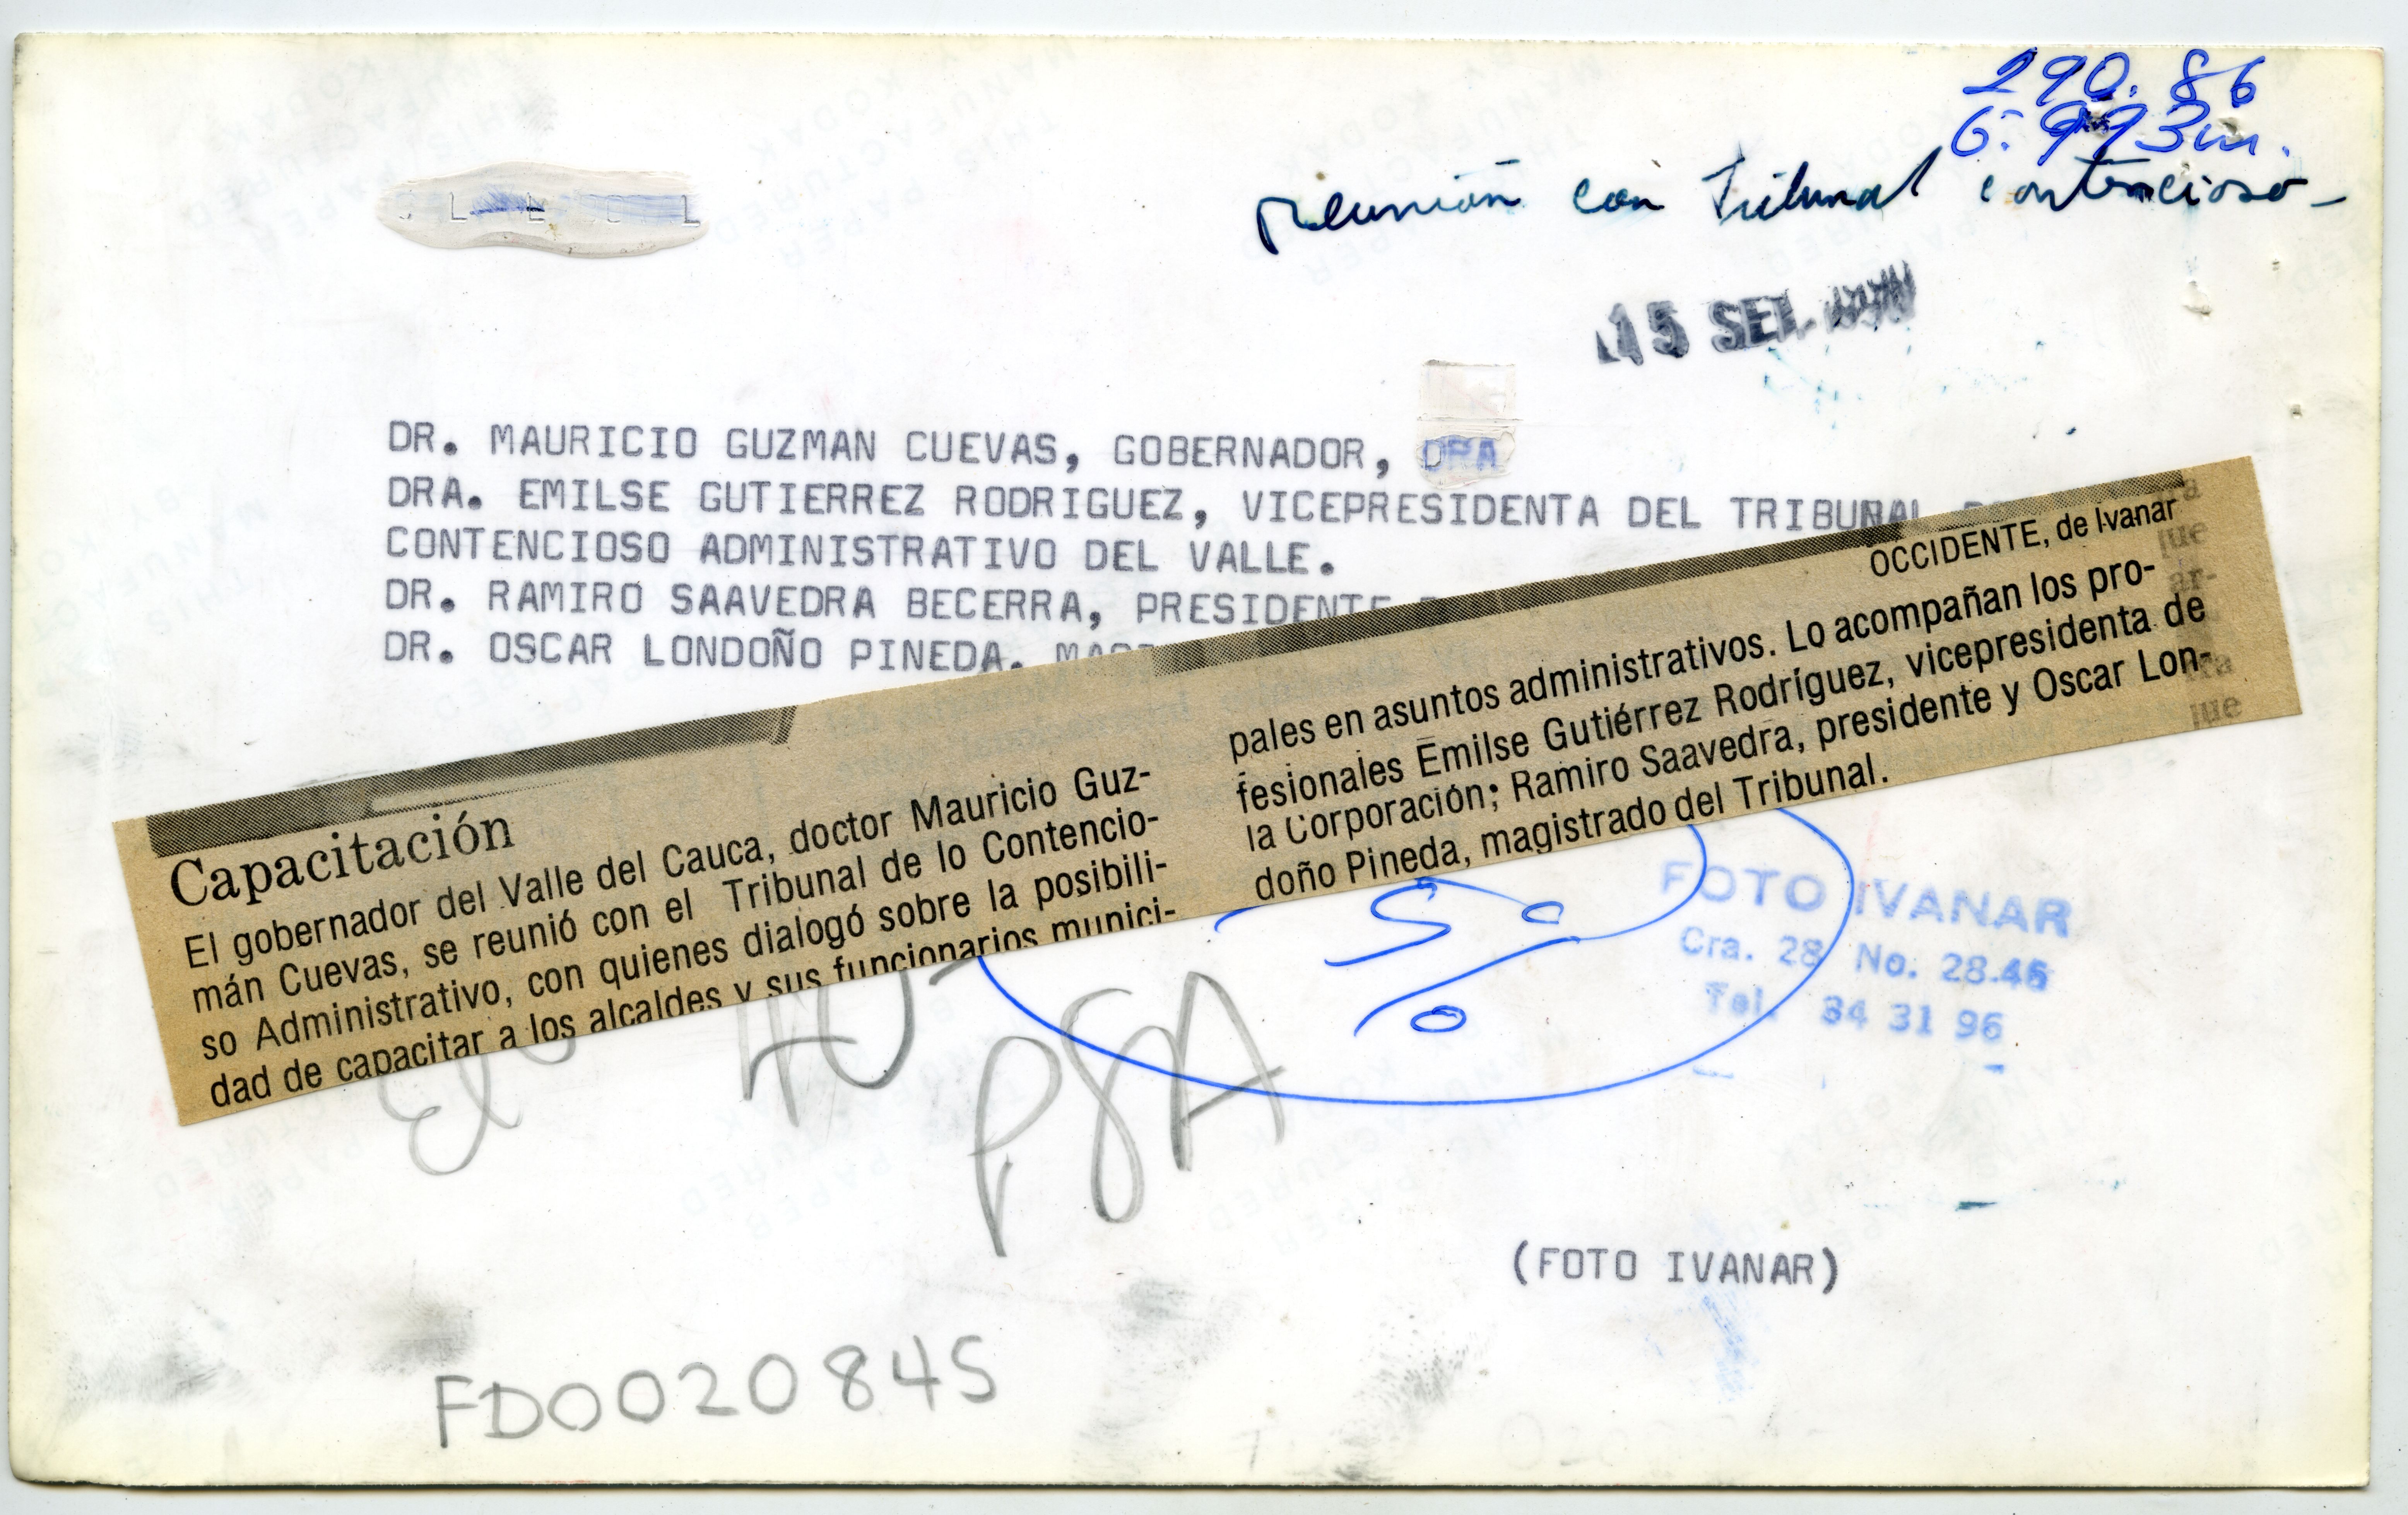 290.86
6.993m.
Reunión con Tribunal contencioso-
15 SET.
DR. MAURICIO GUZMAN CUEVAS, GOBERNADOR, DRA
DRA. EMILSE GUTIERREZ RODRIGUEZ, VICEPRESIDENTA DEL TRIBUNAL
CONTENCIOSO ADMINISTRATIVO DEL VALLE.
DR. RAMIRO SAAVEDRA BECERRA, PRESIDENTE
DR. OSCAR LONDOÑO PINEDA,
OCCIDENTE, de Ivanar
Capacitación
El gobernador del Valle del Cauca, doctor Mauricio Guz-
mán Cuevas, se reunió con el Tribunal de lo Contencio-
so Administrativo, con quienes dialogó sobre la posibili-
dad de capacitar a los alcaldes y sus funcionarios munici-
pales en asuntos administrativos. Lo acompañan los pro-
fesionales Emilse Gutiérrez Rodríguez, vicepresidenta de
la Corporación; Ramiro Saavedra, presidente y Oscar Lon-
doño Pineda, magistrado del Tribunal.
FOTO IVANAR
Cra. 28 No. 28.46
Tel. 34 31 96
PSA
(FOTO IVANAR)
FD0020845